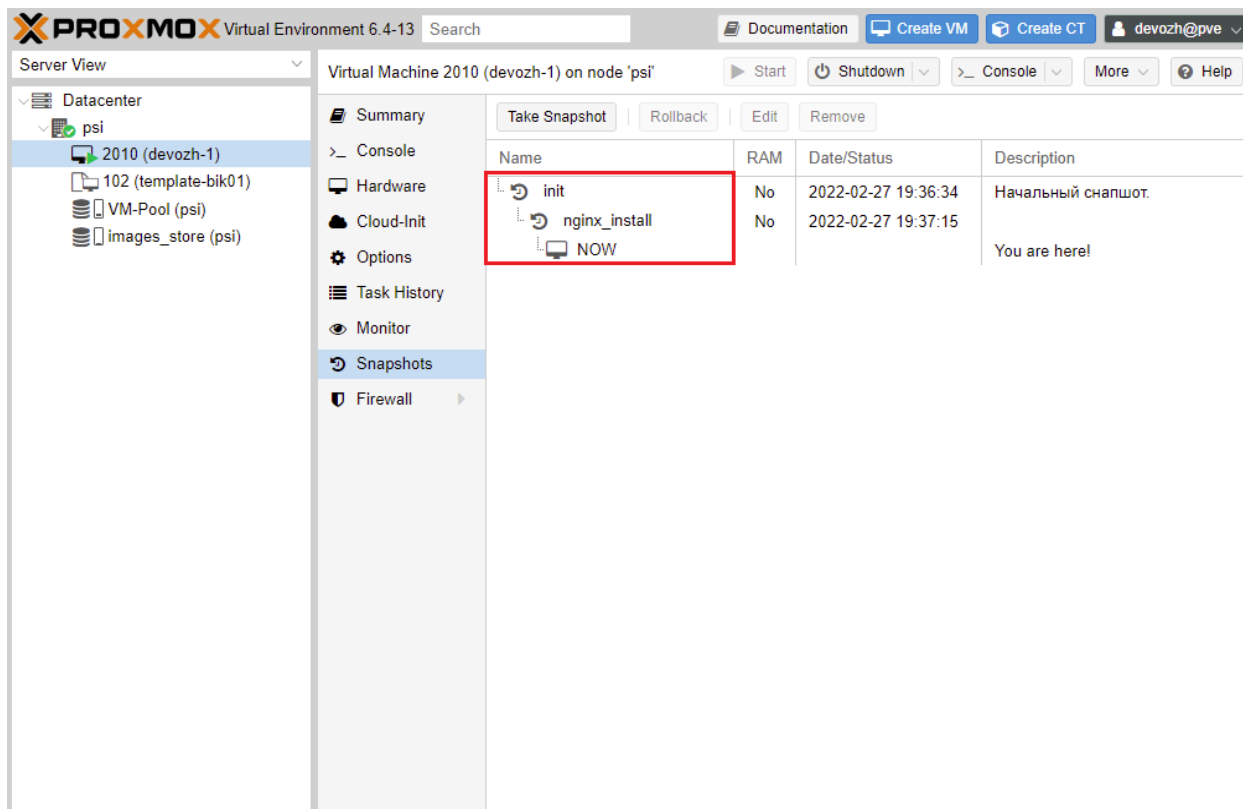 PROXMOX Virtual Environment 6.4-13 Search Documentation Create VM Create CT devozh@pve
Server View
Virtual Machine 2010 (devozh-1) on node 'psi' Start Shutdown >_ Console More Help
Datacenter
psi
2010 (devozh-1)
102 (template-bik01)
VM-Pool (psi)
images_store (psi)
Summary
>_ Console
Hardware
Cloud-Init
Options
Task History
Monitor
Snapshots
Firewall
Take Snapshot Rollback Edit Remove
Name RAM Date/Status Description
init No 2022-02-27 19:36:34 Начальный снапшот.
nginx_install No 2022-02-27 19:37:15
NOW You are here!